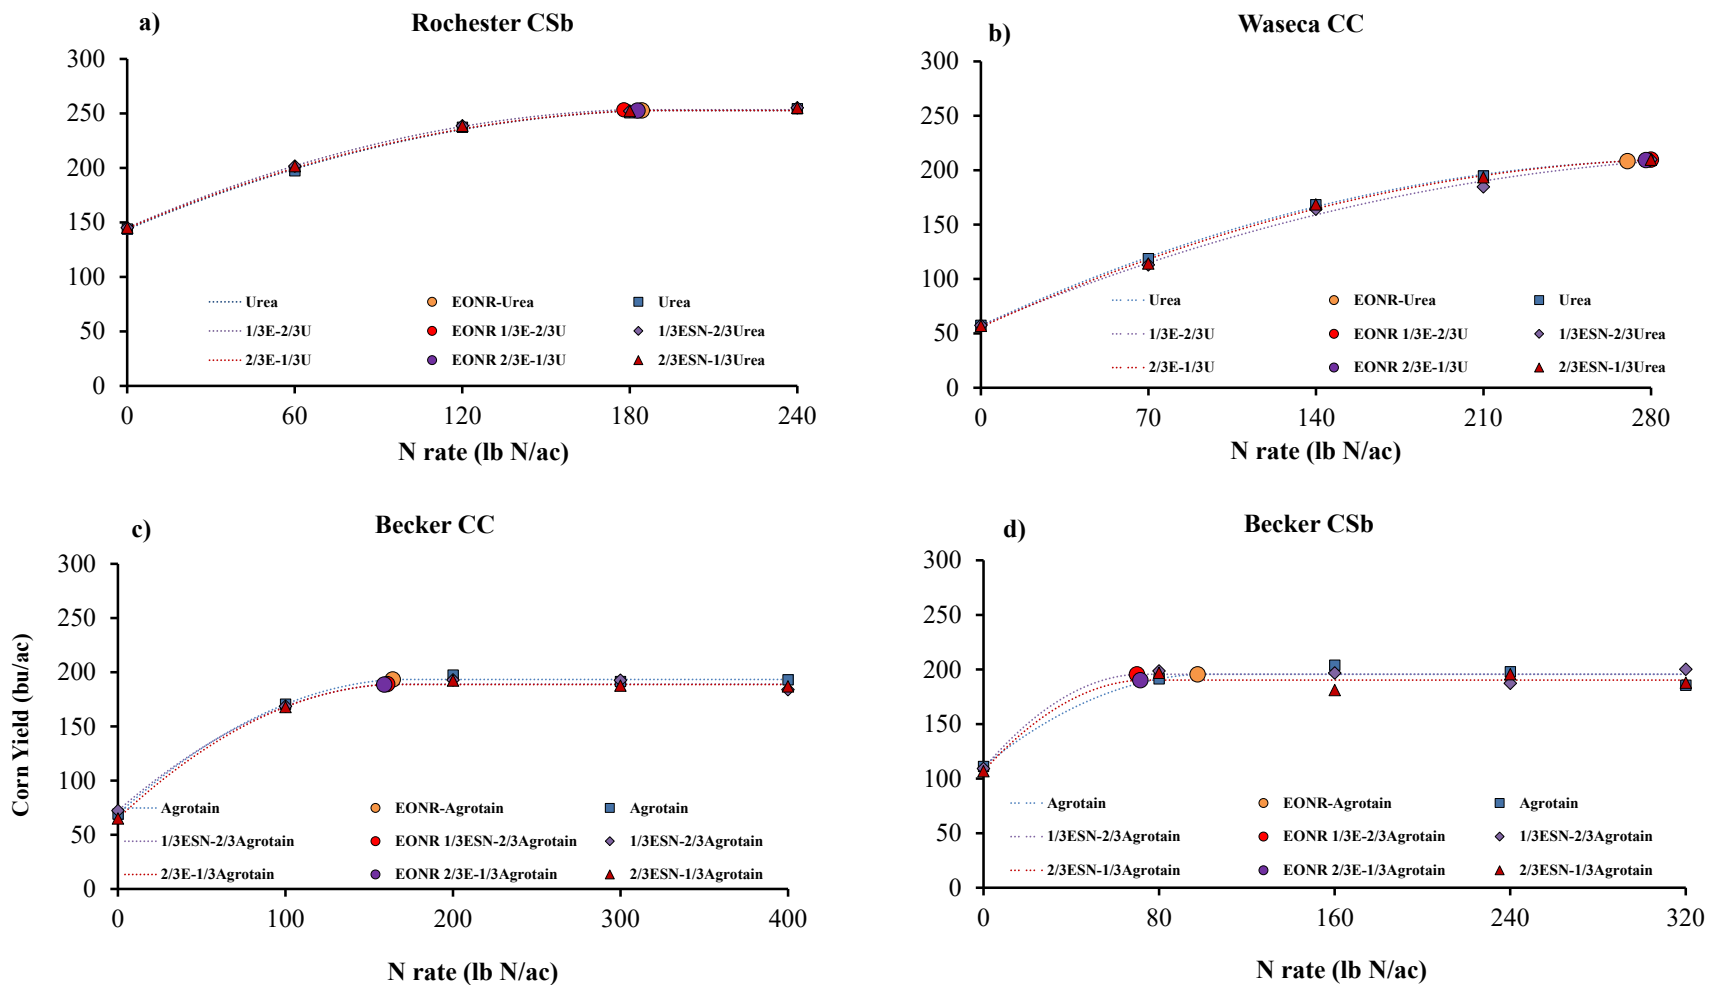 a)
Rochester CSb
300
250
200
150
100
50
0
Urea
EONR-Urea
Urea
1/3E-2/3U
EONR 1/3E-2/3U
1/3ESN-2/3Urea
2/3E-1/3U
EONR 2/3E-1/3U
2/3ESN-1/3Urea
0 60 120 180 240
N rate (lb N/ac)
b)
Waseca CC
300
250
200
150
100
50
0
Urea
EONR-Urea
Urea
1/3E-2/3U
EONR 1/3E-2/3U
1/3ESN-2/3Urea
2/3E-1/3U
EONR 2/3E-1/3U
2/3ESN-1/3Urea
0 70 140 210 280
N rate (lb N/ac)
c)
Becker CC
Corn Yield (bu/ac)
300
250
200
150
100
50
0
Agrotain
EONR-Agrotain
Agrotain
1/3ESN-2/3Agrotain
EONR 1/3ESN-2/3Agrotain
1/3ESN-2/3Agrotain
2/3E-1/3Agrotain
EONR 2/3E-1/3Agrotain
2/3ESN-1/3Agrotain
0 100 200 300 400
N rate (lb N/ac)
d)
Becker CSb
300
250
200
150
100
50
0
Agrotain
EONR-Agrotain
Agrotain
1/3ESN-2/3Agrotain
EONR 1/3E-2/3Agrotain
1/3ESN-2/3Agrotain
2/3ESN-1/3Agrotain
EONR 2/3E-1/3Agrotain
2/3ESN-1/3Agrotain
0 80 160 240 320
N rate (lb N/ac)